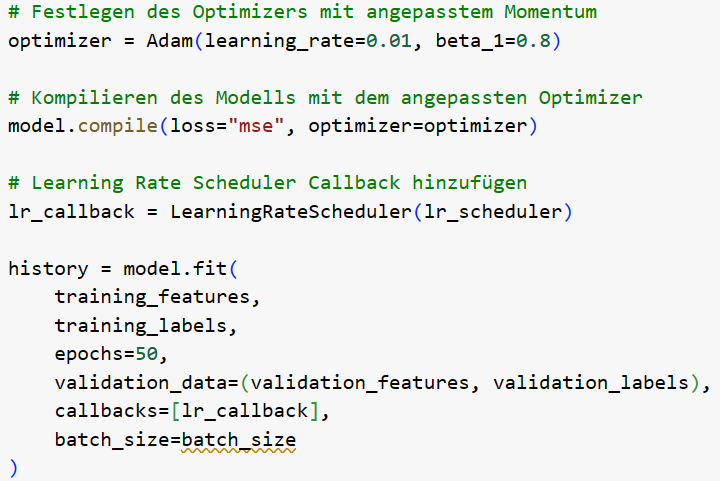 # Festlegen des Optimizers mit angepasstem Momentum
optimizer = Adam(learning_rate=0.01, beta_1=0.8)

# Kompilieren des Modells mit dem angepassten Optimizer
model.compile(loss="mse", optimizer=optimizer)

# Learning Rate Scheduler Callback hinzufügen
lr_callback = LearningRateScheduler(lr_scheduler)

history = model.fit(
    training_features,
    training_labels,
    epochs=50,
    validation_data=(validation_features, validation_labels),
    callbacks=[lr_callback],
    batch_size=batch_size
)